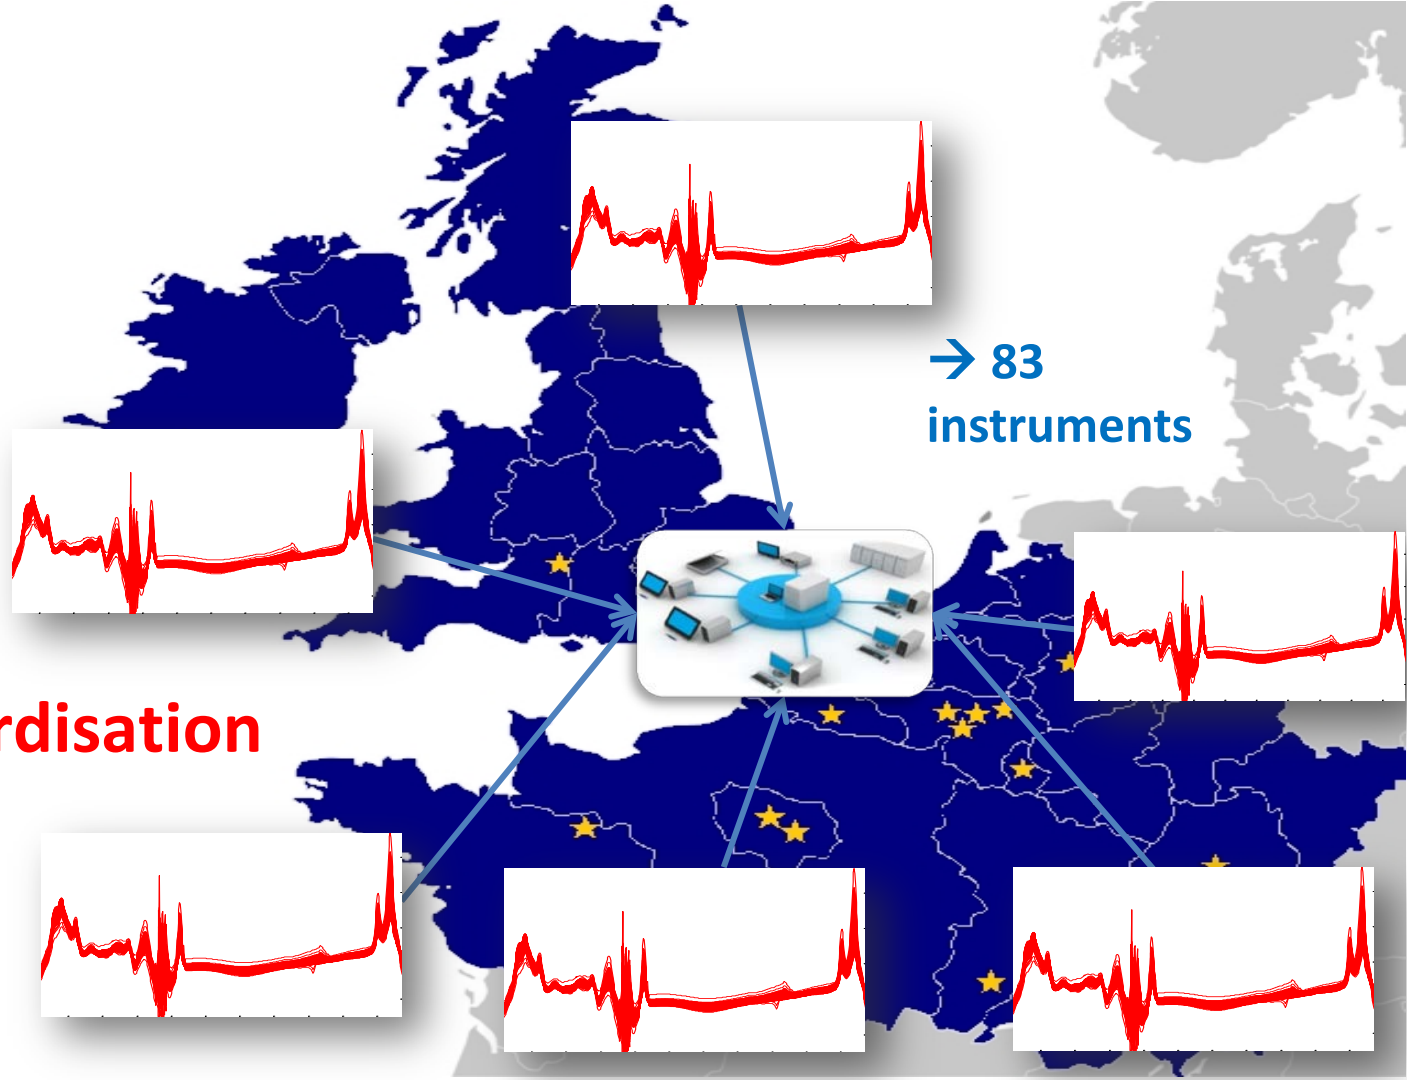 → 83
instruments
rdisation